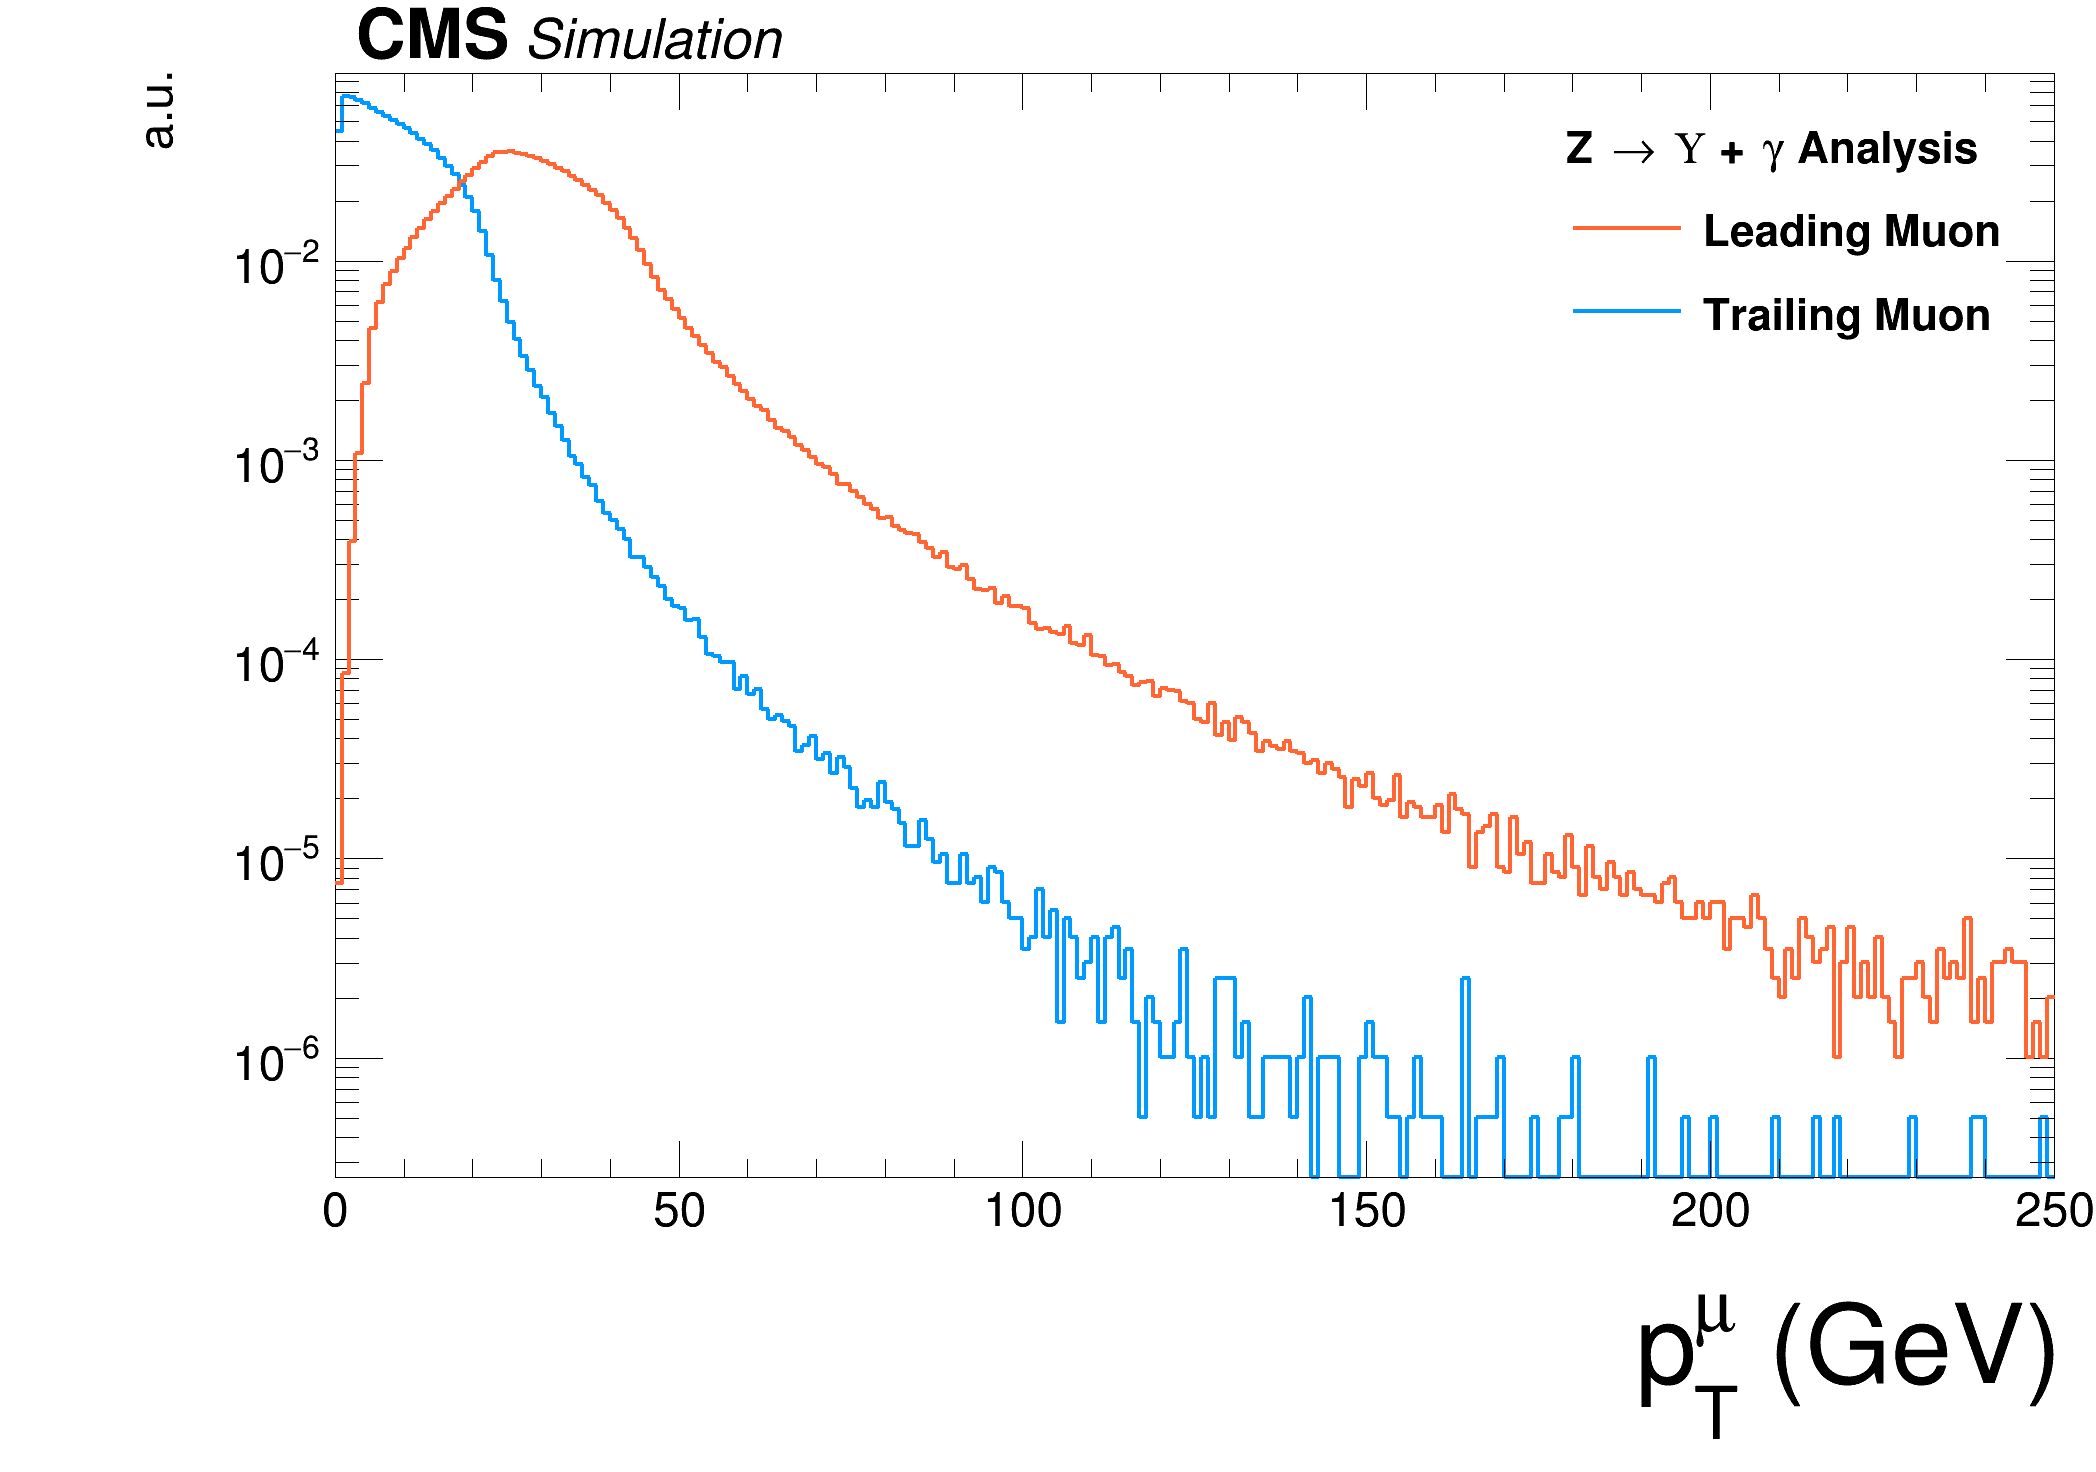 CMS Simulation
a.u.
Z → Υ + γ Analysis
Leading Muon
Trailing Muon
10⁻²
10⁻³
10⁻⁴
10⁻⁵
10⁻⁶
0 50 100 150 200 250
p_T^μ (GeV)